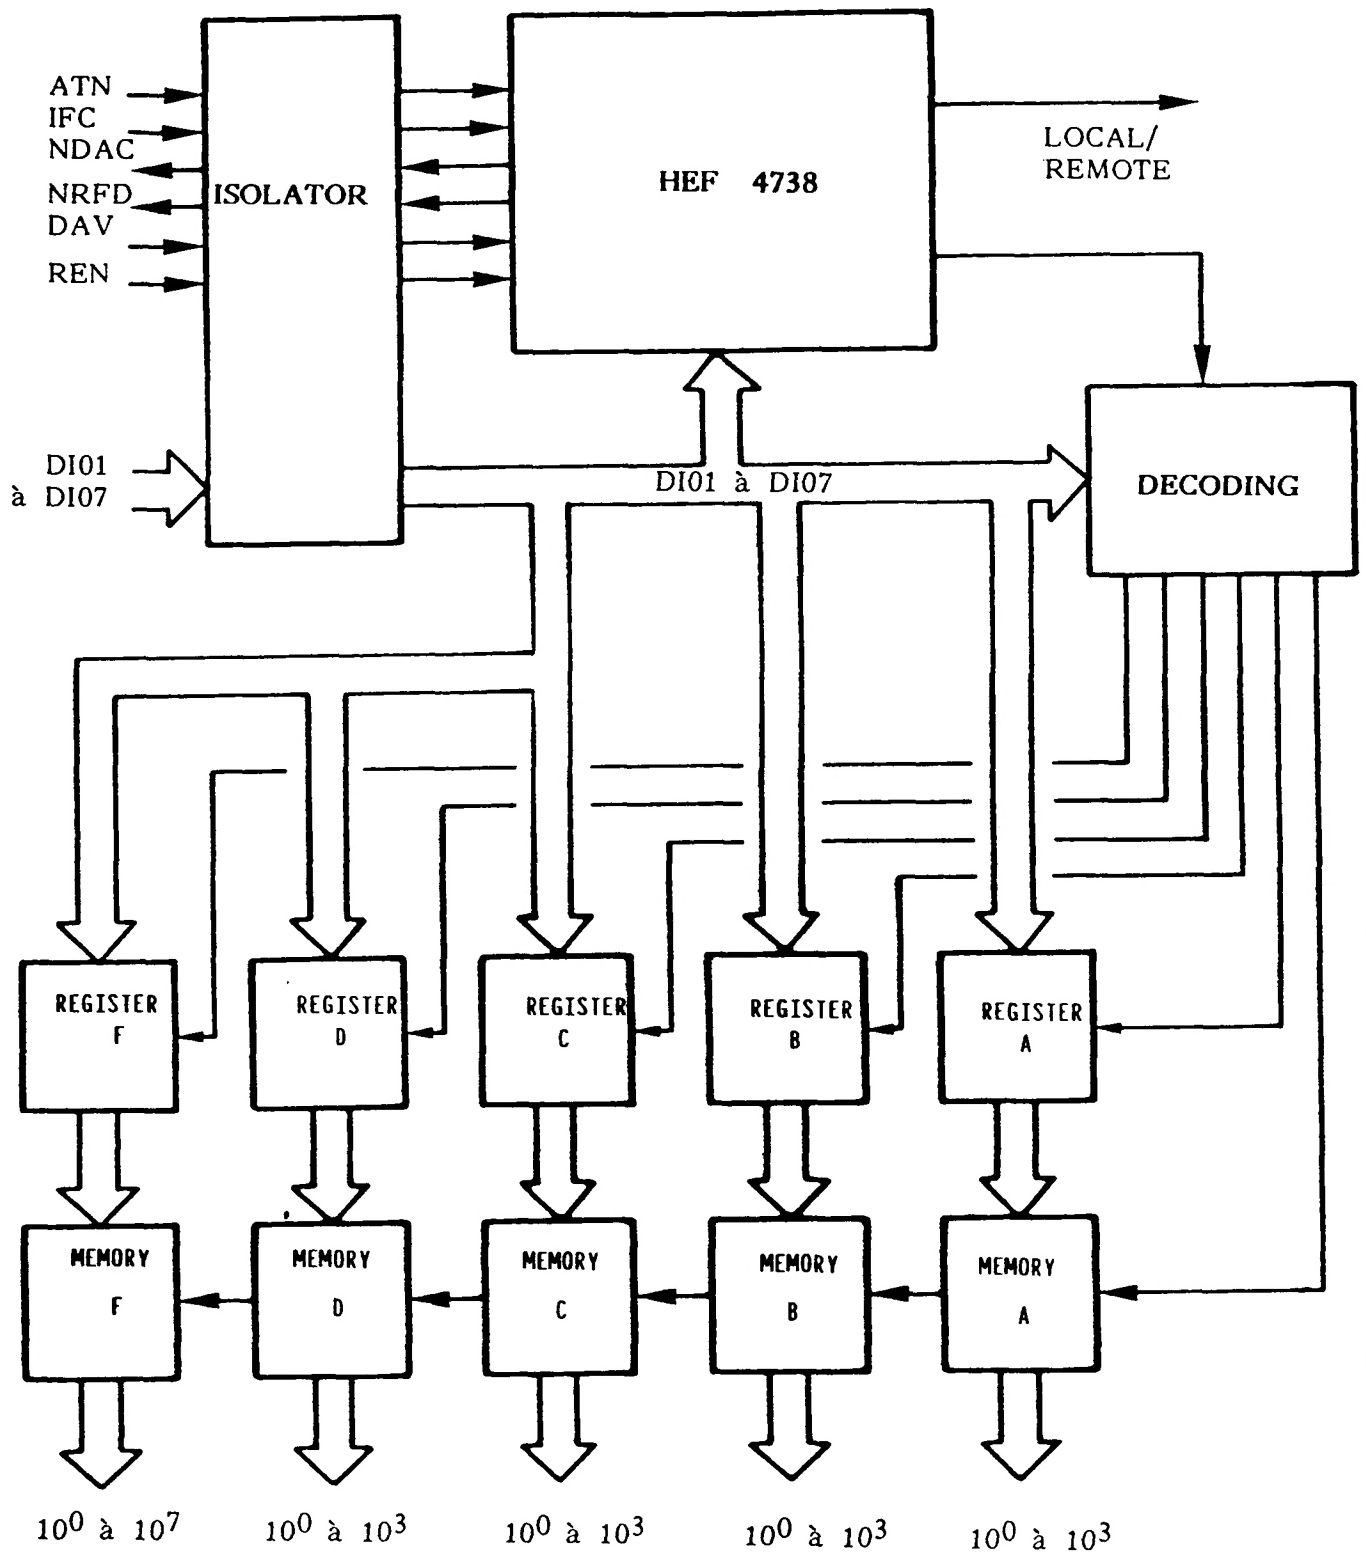 ATN
IFC
NDAC
NRFD
DAV
REN
ISOLATOR
HEF 4738
LOCAL/
REMOTE
DI01
à DI07
DI01 à DI07
DECODING
REGISTER
F
REGISTER
D
REGISTER
C
REGISTER
B
REGISTER
A
MEMORY
F
MEMORY
D
MEMORY
C
MEMORY
B
MEMORY
A
10⁰ à 10⁷
10⁰ à 10³
10⁰ à 10³
10⁰ à 10³
10⁰ à 10³